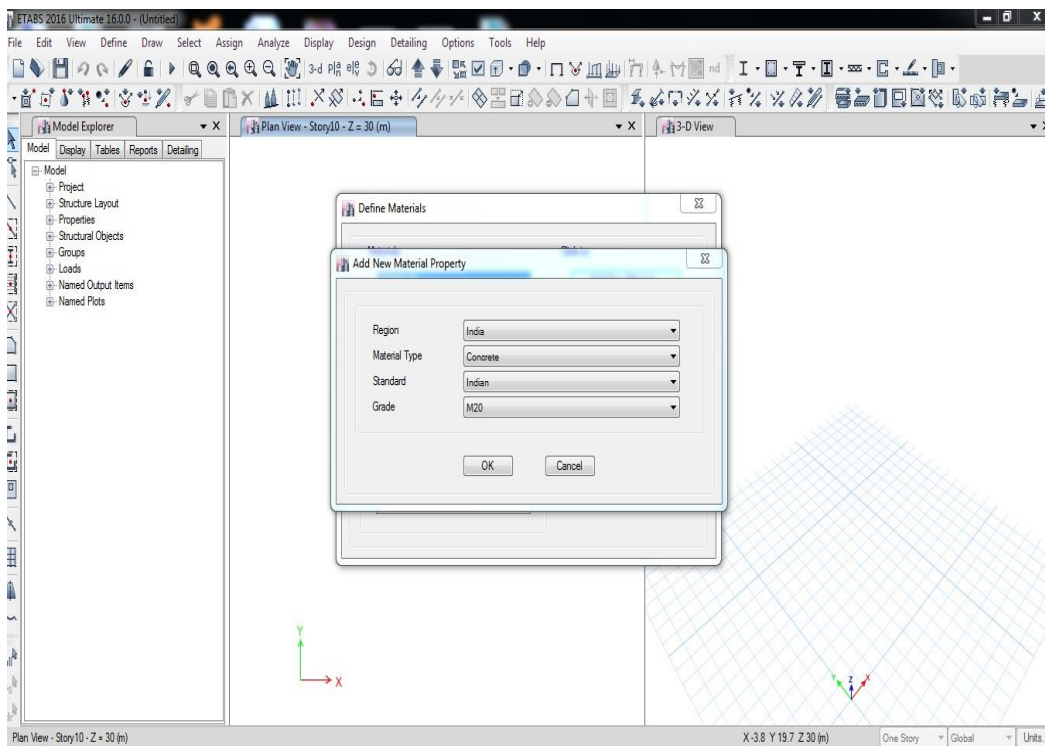 ETABS 2016 Ultimate 16.0.0 - (Untitled)
File Edit View Define Draw Select Assign Analyze Display Design Detailing Options Tools Help
3-d nd
Model Explorer
Plan View - Story10 - Z = 30 (m)
3-D View
Model Display Tables Reports Detailing
Model
Project
Structure Layout
Properties
Structural Objects
Groups
Loads
Named Output Items
Named Plots
Define Materials
Add New Material Property
Region India
Material Type Concrete
Standard Indian
Grade M20
OK Cancel
Y
X
Y Z X
Plan View - Story10 - Z = 30 (m)
X -3.8 Y 19.7 Z 30 (m)
One Story
Global
Units...